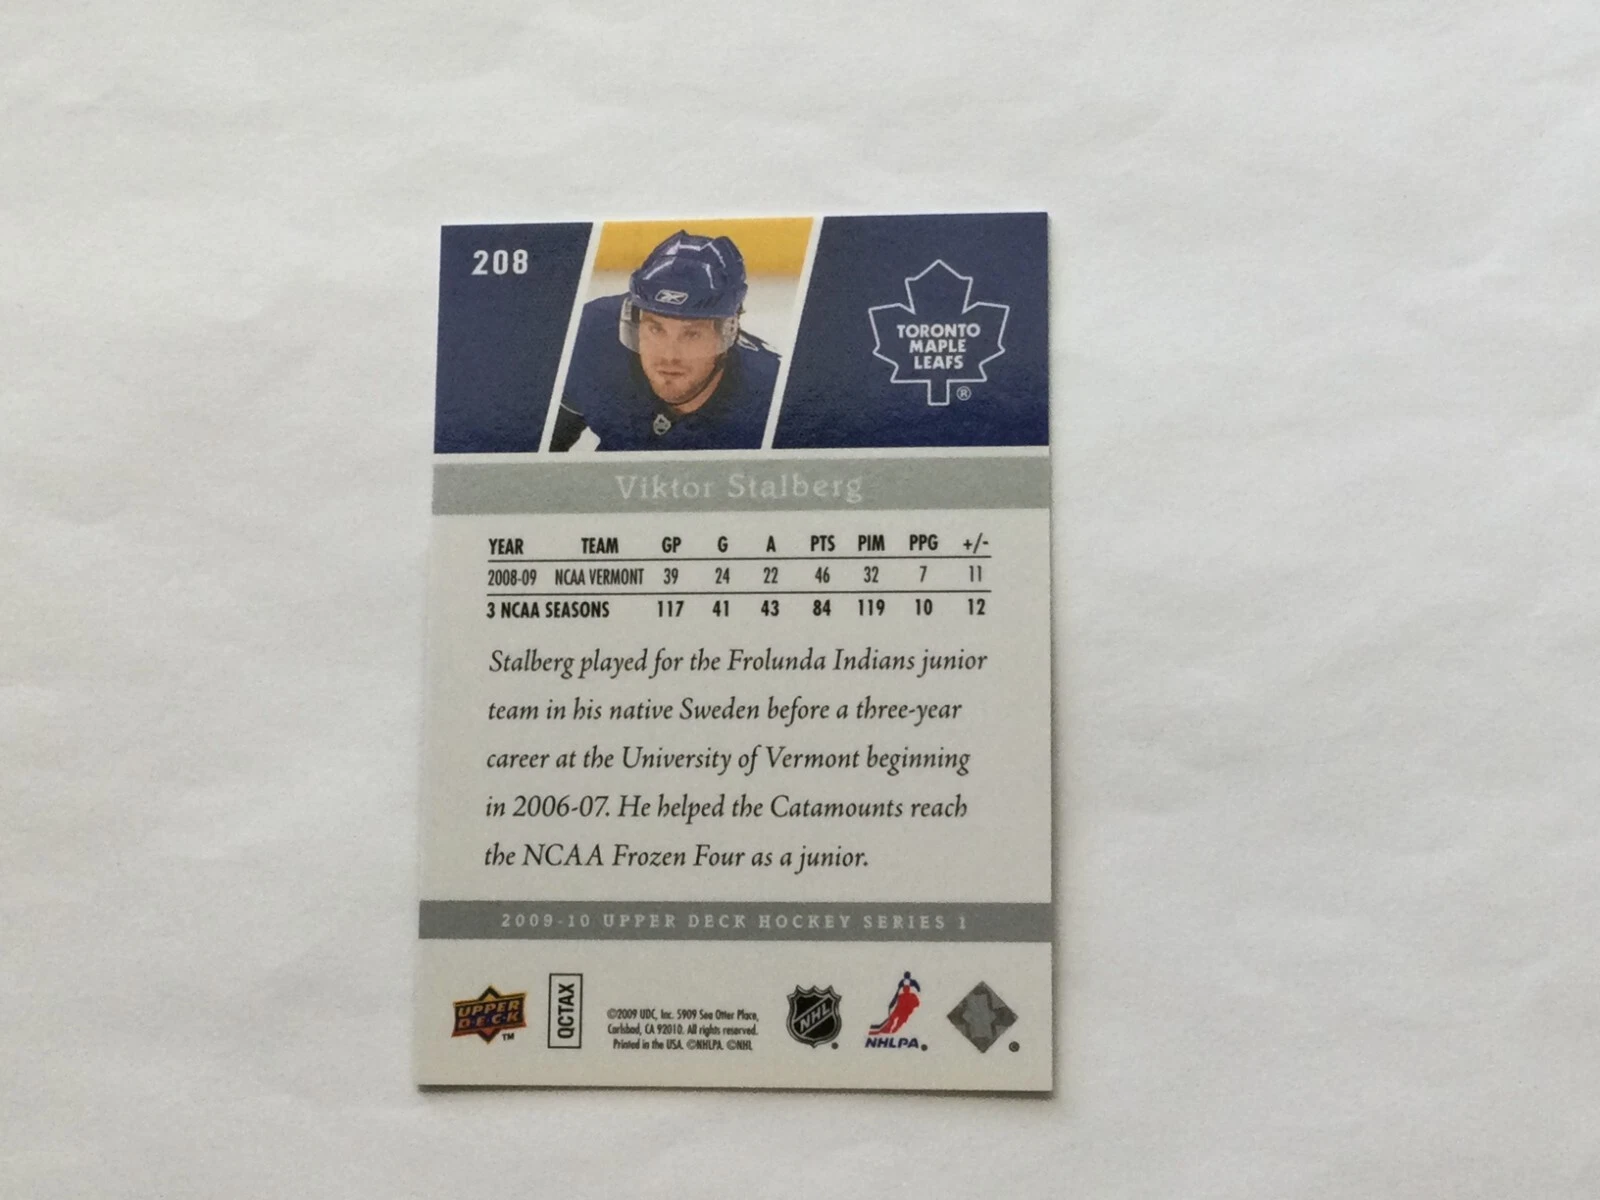 208
TORONTO
MAPLE
LEAFS
®
Viktor Stalberg
YEAR TEAM GP G A PTS PIM PPG +/-
2008-09 NCAA VERMONT 39 24 22 46 32 7 11
3 NCAA SEASONS 117 41 43 84 119 10 12
Stalberg played for the Frolunda Indians junior
team in his native Sweden before a three-year
career at the University of Vermont beginning
in 2006-07. He helped the Catamounts reach
the NCAA Frozen Four as a junior.
2009-10 UPPER DECK HOCKEY SERIES 1
UPPER
DECK
™
QCTAX
©2009 UDC, Inc. 5909 Sea Otter Place,
Carlsbad, CA 92010. All rights reserved.
Printed in the USA. ©NHLPA. ©NHL
NHL
NHLPA